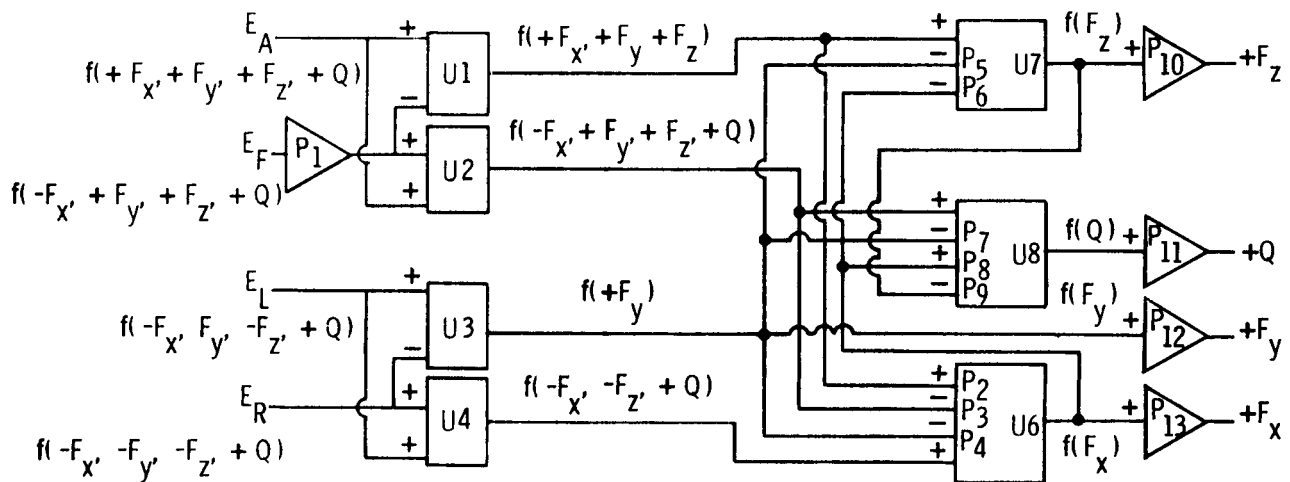 E_A
f( +F_x, +F_y, +F_z, +Q)
E_F
P_1
f( -F_x, +F_y, +F_z, +Q)
+
−
U1
+
+
U2
f( +F_x, +F_y +F_z)
f( -F_x, +F_y, +F_z, +Q)
E_L
f( -F_x, F_y, -F_z, +Q)
E_R
f( -F_x, -F_y, -F_z, +Q)
+
−
U3
+
+
U4
f( +F_y)
f( -F_x, -F_z, +Q)
+
−
P_5
−
P_6
U7
f( F_z)
+
P_10
+F_z
+
−
P_7
+
P_8
−
P_9
U8
f( Q)
+
P_11
+Q
f( F_y)
+
P_12
+F_y
+
P_2
−
P_3
−
P_4
+
U6
f( F_x)
+
P_13
+F_x